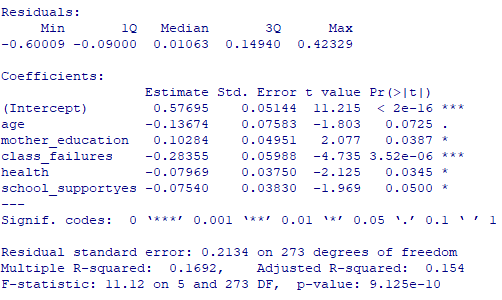 Residuals:
     Min       1Q   Median       3Q      Max
-0.60009 -0.09000  0.01063  0.14940  0.42329
Coefficients:
                  Estimate Std. Error t value Pr(>|t|)
(Intercept)        0.57695    0.05144  11.215  < 2e-16 ***
age               -0.13674    0.07583  -1.803   0.0725 .
mother_education   0.10284    0.04951   2.077   0.0387 *
class_failures    -0.28355    0.05988  -4.735 3.52e-06 ***
health            -0.07969    0.03750  -2.125   0.0345 *
school_supportyes -0.07540    0.03830  -1.969   0.0500 *
---
Signif. codes:  0 ‘***’ 0.001 ‘**’ 0.01 ‘*’ 0.05 ‘.’ 0.1 ‘ ’ 1
Residual standard error: 0.2134 on 273 degrees of freedom
Multiple R-squared:  0.1692,    Adjusted R-squared:  0.154
F-statistic: 11.12 on 5 and 273 DF,  p-value: 9.125e-10